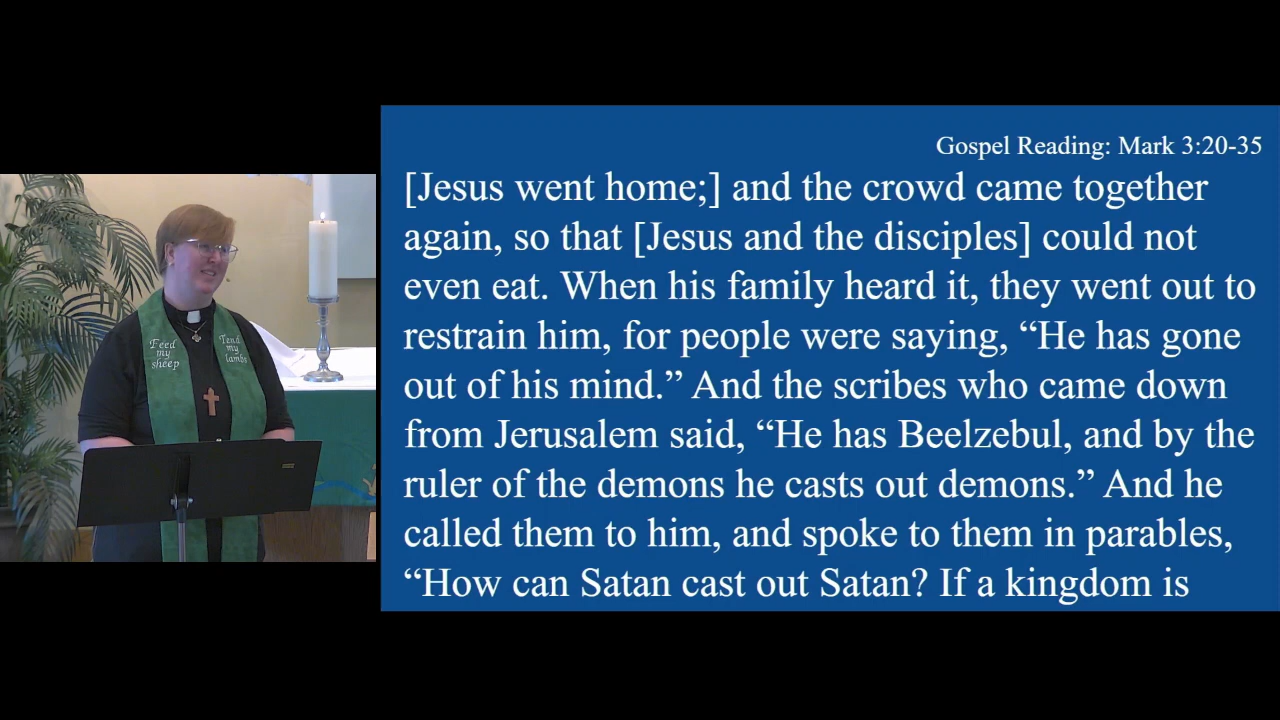 Gospel Reading: Mark 3:20-35
[Jesus went home;] and the crowd came together
again, so that [Jesus and the disciples] could not
even eat. When his family heard it, they went out to
restrain him, for people were saying, “He has gone
out of his mind.” And the scribes who came down
from Jerusalem said, “He has Beelzebul, and by the
ruler of the demons he casts out demons.” And he
called them to him, and spoke to them in parables,
“How can Satan cast out Satan? If a kingdom is
Feed
my
sheep
Tend
my
lambs